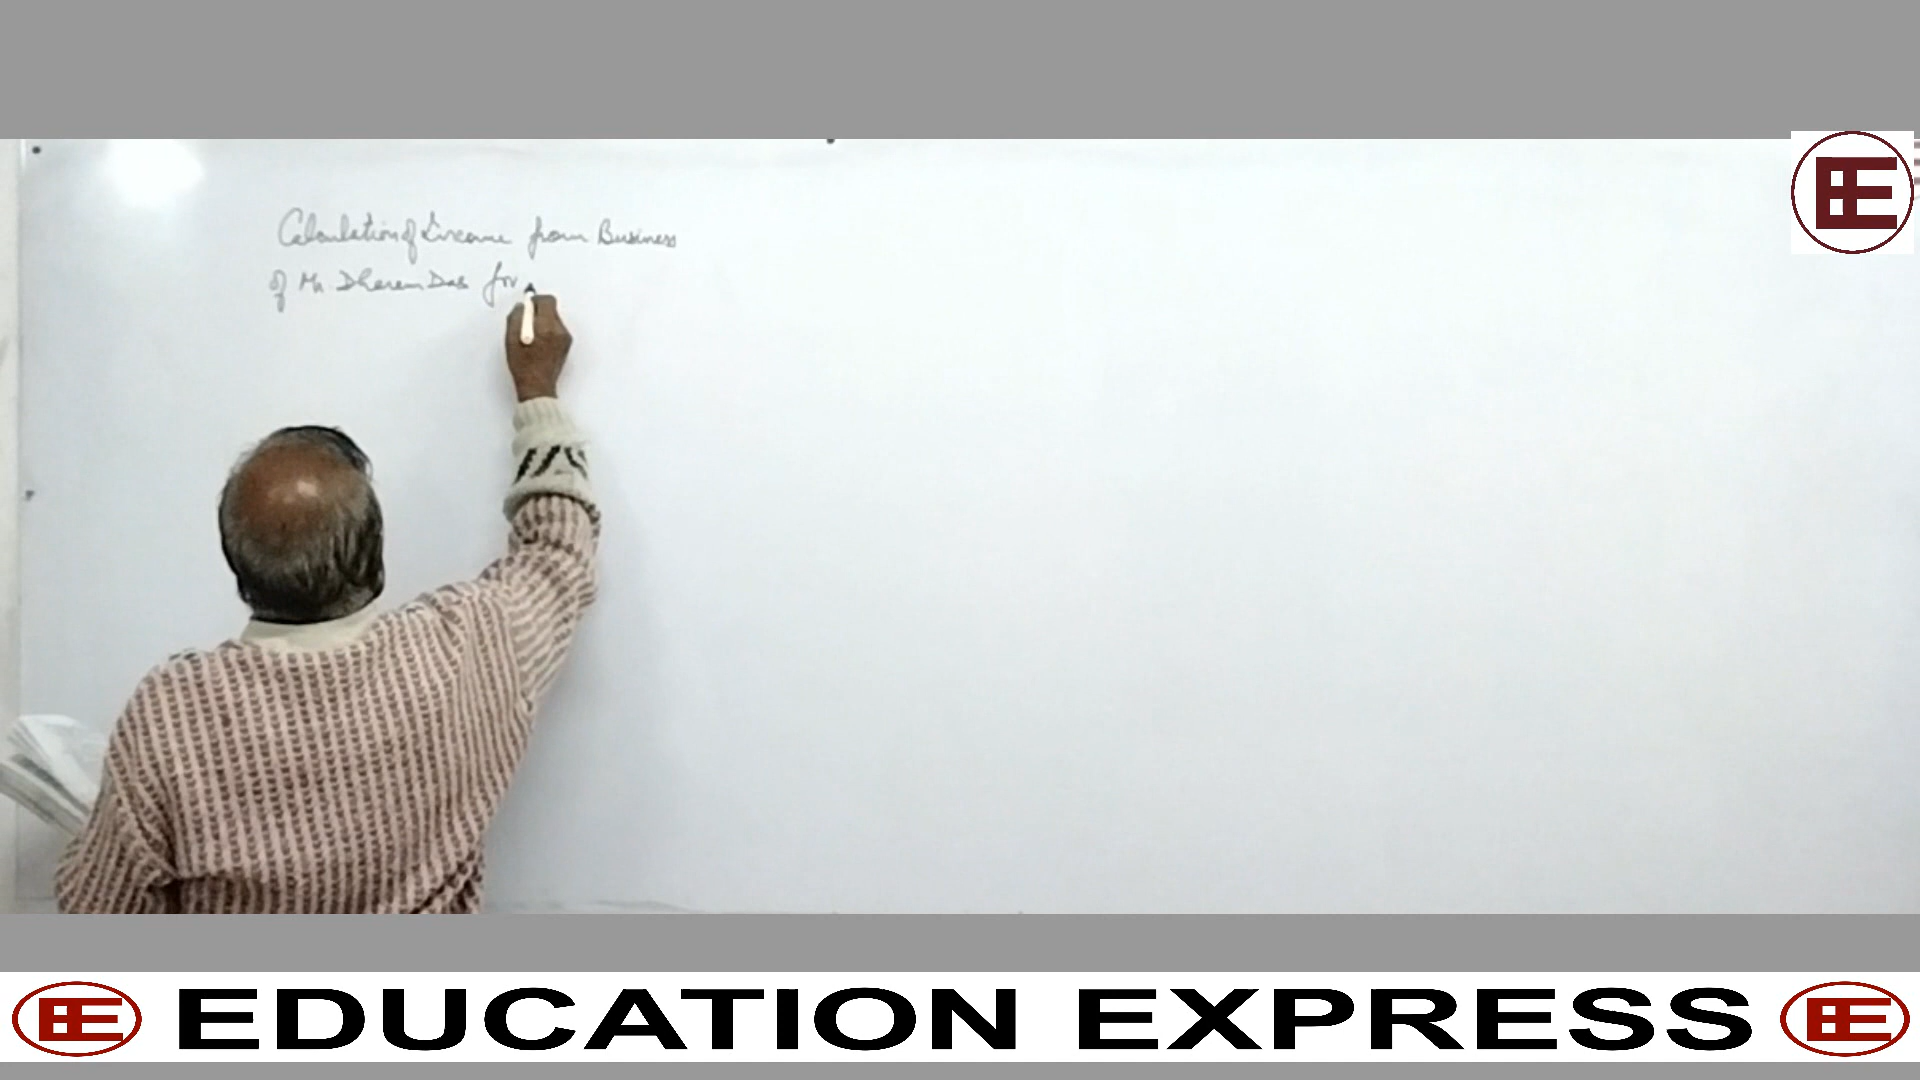 Calculation of Income from Business
of Mr Dharam Das for
EDUCATION EXPRESS